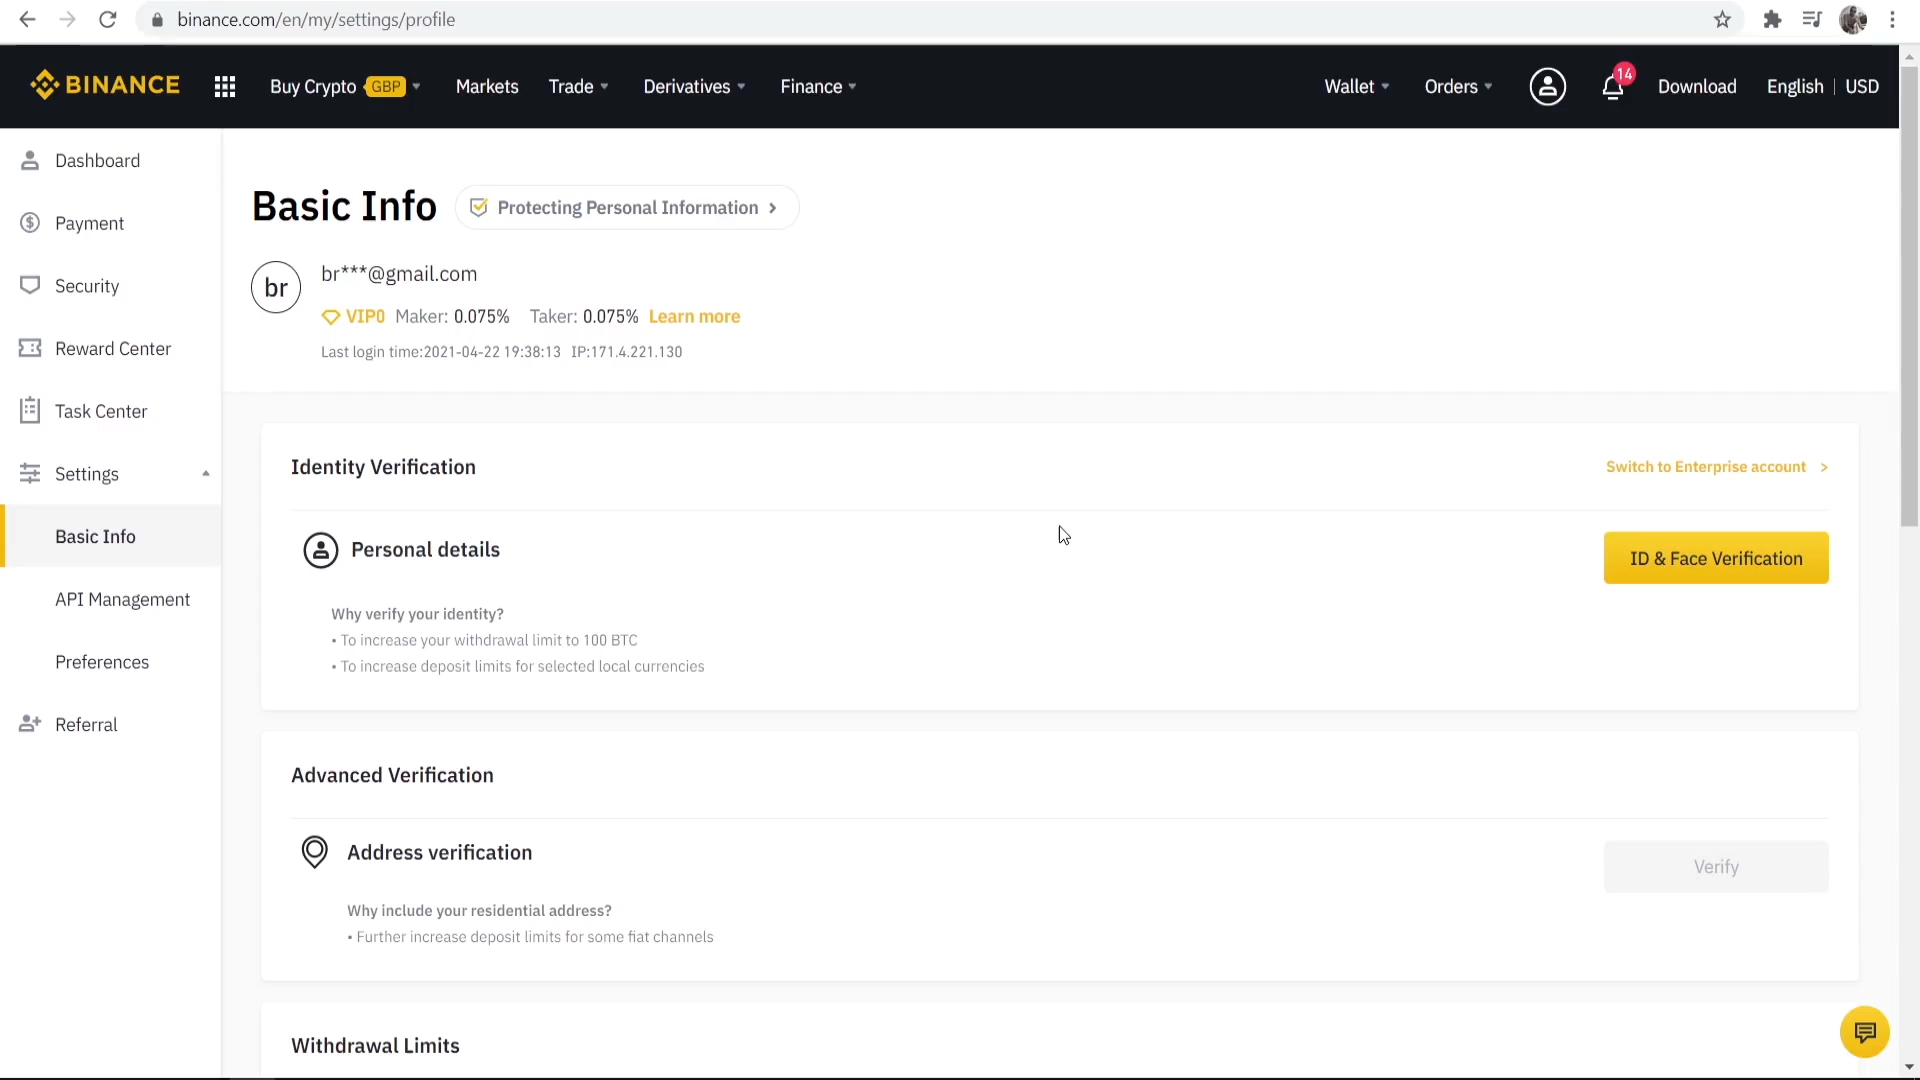 binance.com/en/my/settings/profile
BINANCE
Buy Crypto GBP
Markets
Trade
Derivatives
Finance
Wallet
Orders
14
Download
English | USD
Dashboard
Payment
Security
Reward Center
Task Center
Settings
Basic Info
API Management
Preferences
Referral
Basic Info
Protecting Personal Information >
br
br***@gmail.com
VIP0 Maker: 0.075% Taker: 0.075% Learn more
Last login time:2021-04-22 19:38:13 IP:171.4.221.130
Identity Verification
Switch to Enterprise account >
Personal details
ID & Face Verification
Why verify your identity?
• To increase your withdrawal limit to 100 BTC
• To increase deposit limits for selected local currencies
Advanced Verification
Address verification
Verify
Why include your residential address?
• Further increase deposit limits for some fiat channels
Withdrawal Limits